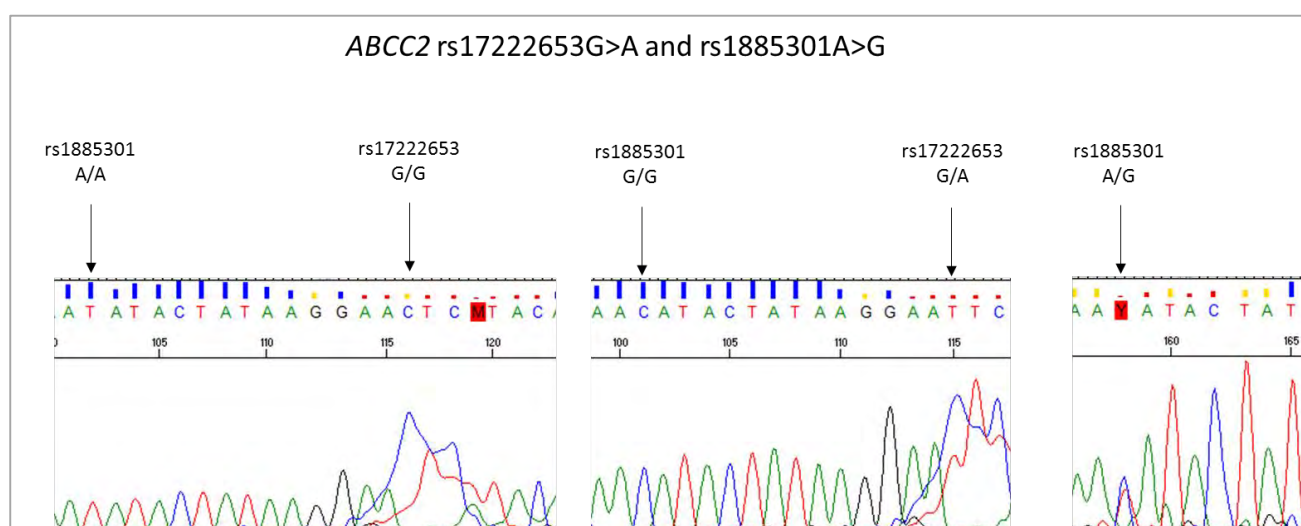 ABCC2 rs17222653G>A and rs1885301A>G
rs1885301
A/A
rs17222653
G/G
rs1885301
G/G
rs17222653
G/A
rs1885301
A/G
A T A T A C T A T A A G G A A C T C M T A C A
0 105 110 115 120
A A C A T A C T A T A A G G A A T T C
100 105 110 115
A A Y A T A C T A T
160 165